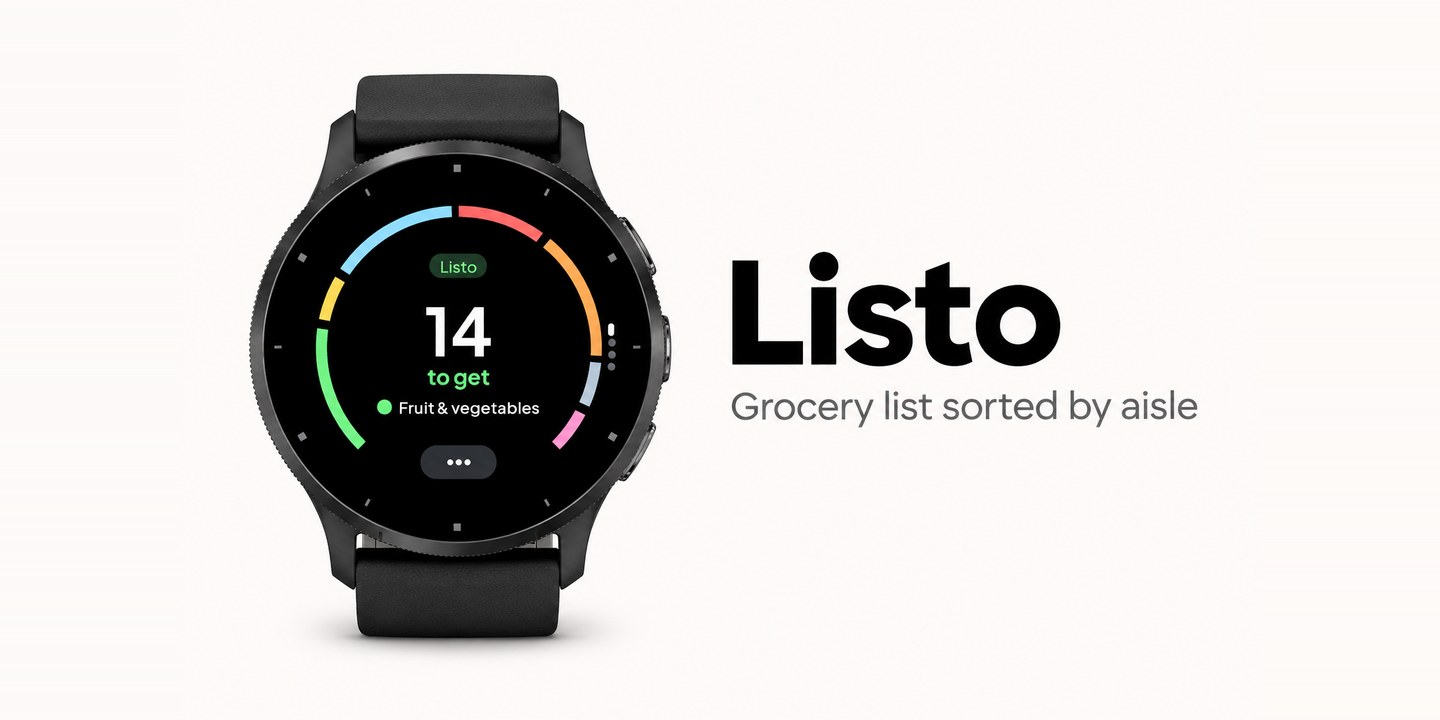 Listo
14
to get
Fruit & vegetables
Listo
Grocery list sorted by aisle